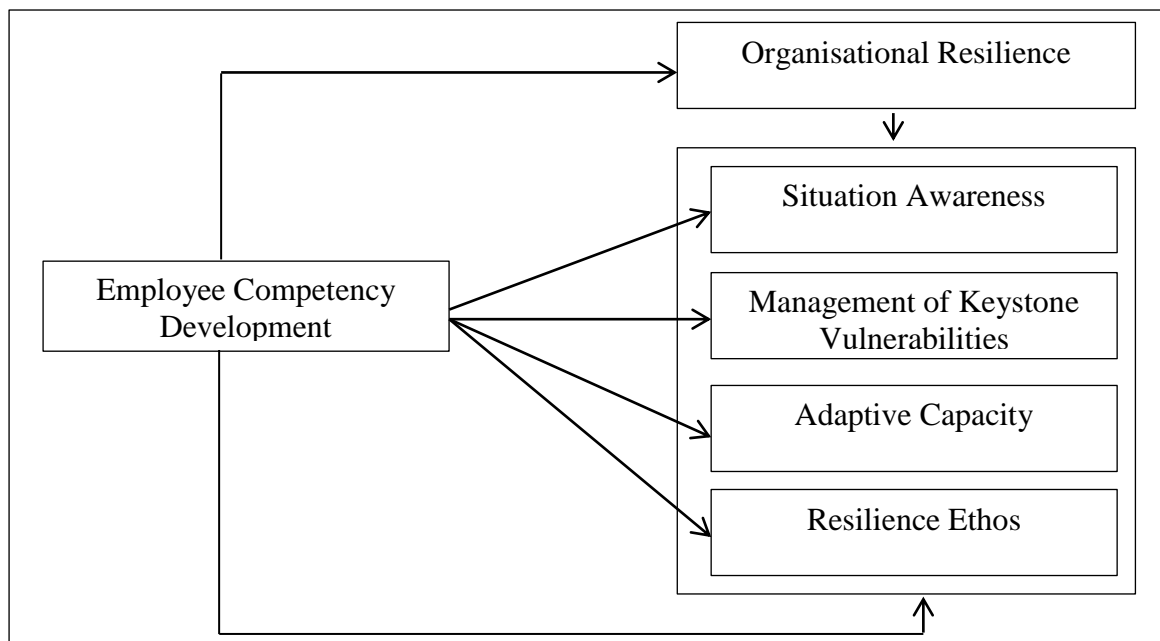 Organisational Resilience
Situation Awareness
Employee Competency
Development
Management of Keystone
Vulnerabilities
Adaptive Capacity
Resilience Ethos